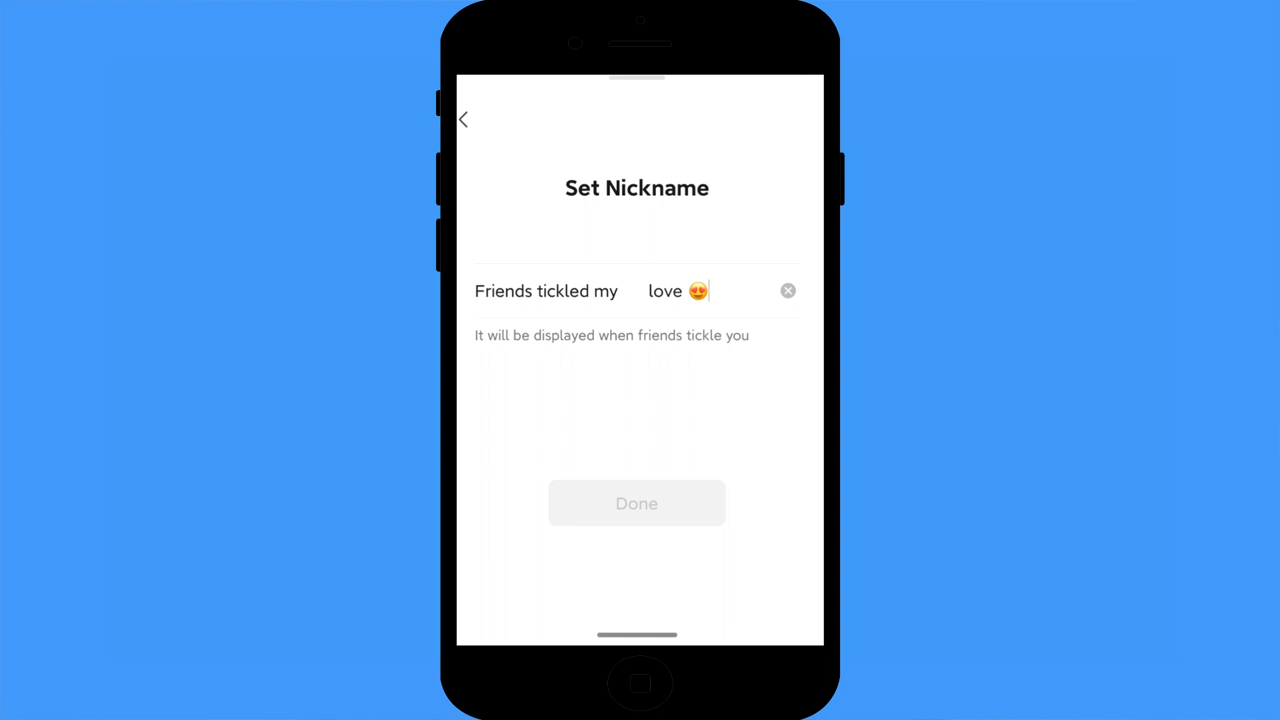 Set Nickname
Friends tickled my love 😍
It will be displayed when friends tickle you
Done